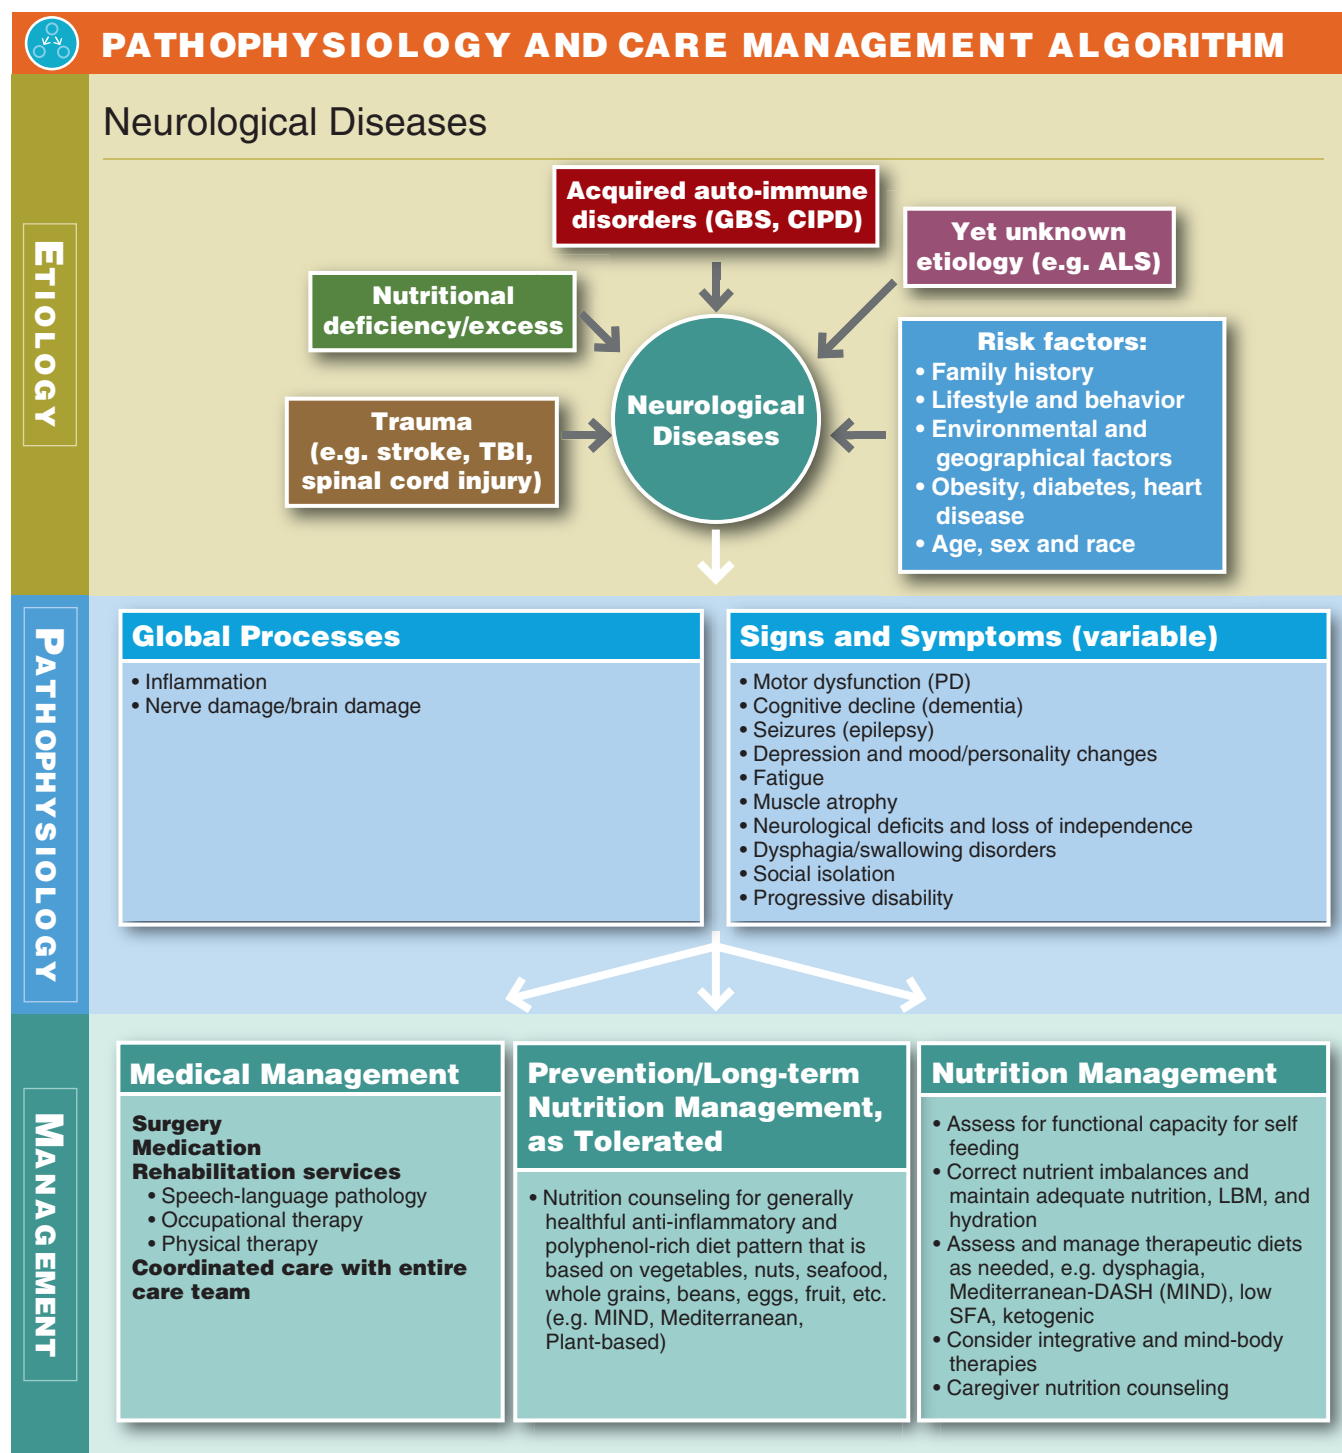 PATHOPHYSIOLOGY AND CARE MANAGEMENT ALGORITHM
ETIOLOGY
Neurological Diseases
Acquired auto-immune
disorders (GBS, CIPD)
Yet unknown
etiology (e.g. ALS)
Nutritional
deficiency/excess
Risk factors:
• Family history
• Lifestyle and behavior
• Environmental and
geographical factors
• Obesity, diabetes, heart
disease
• Age, sex and race
Trauma
(e.g. stroke, TBI,
spinal cord injury)
Neurological
Diseases
PATHOPHYSIOLOGY
Global Processes
• Inflammation
• Nerve damage/brain damage
Signs and Symptoms (variable)
• Motor dysfunction (PD)
• Cognitive decline (dementia)
• Seizures (epilepsy)
• Depression and mood/personality changes
• Fatigue
• Muscle atrophy
• Neurological deficits and loss of independence
• Dysphagia/swallowing disorders
• Social isolation
• Progressive disability
MANAGEMENT
Medical Management
Surgery
Medication
Rehabilitation services
• Speech-language pathology
• Occupational therapy
• Physical therapy
Coordinated care with entire
care team
Prevention/Long-term
Nutrition Management,
as Tolerated
• Nutrition counseling for generally
healthful anti-inflammatory and
polyphenol-rich diet pattern that is
based on vegetables, nuts, seafood,
whole grains, beans, eggs, fruit, etc.
(e.g. MIND, Mediterranean,
Plant-based)
Nutrition Management
• Assess for functional capacity for self
feeding
• Correct nutrient imbalances and
maintain adequate nutrition, LBM, and
hydration
• Assess and manage therapeutic diets
as needed, e.g. dysphagia,
Mediterranean-DASH (MIND), low
SFA, ketogenic
• Consider integrative and mind-body
therapies
• Caregiver nutrition counseling